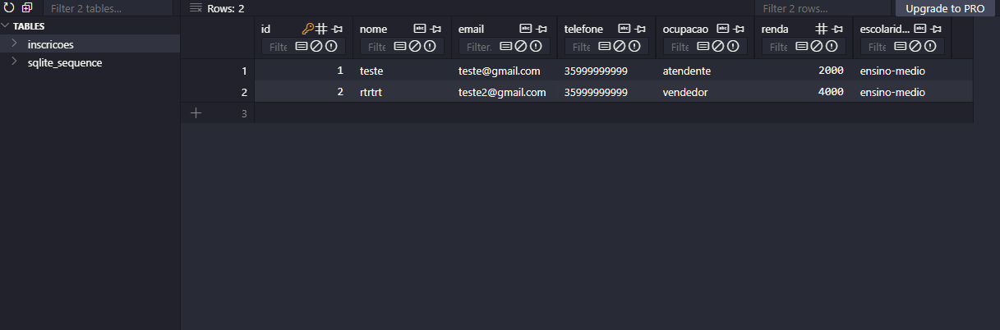 Filter 2 tables...
Rows: 2
Filter 2 rows...
Upgrade to PRO
TABLES
inscricoes
sqlite_sequence
id nome email telefone ocupacao renda escolarid...
Filte Filte Filter. Filte Filte Filte Filte
1 1 teste teste@gmail.com 35999999999 atendente 2000 ensino-medio
2 2 rtrtrt teste2@gmail.com 35999999999 vendedor 4000 ensino-medio
3